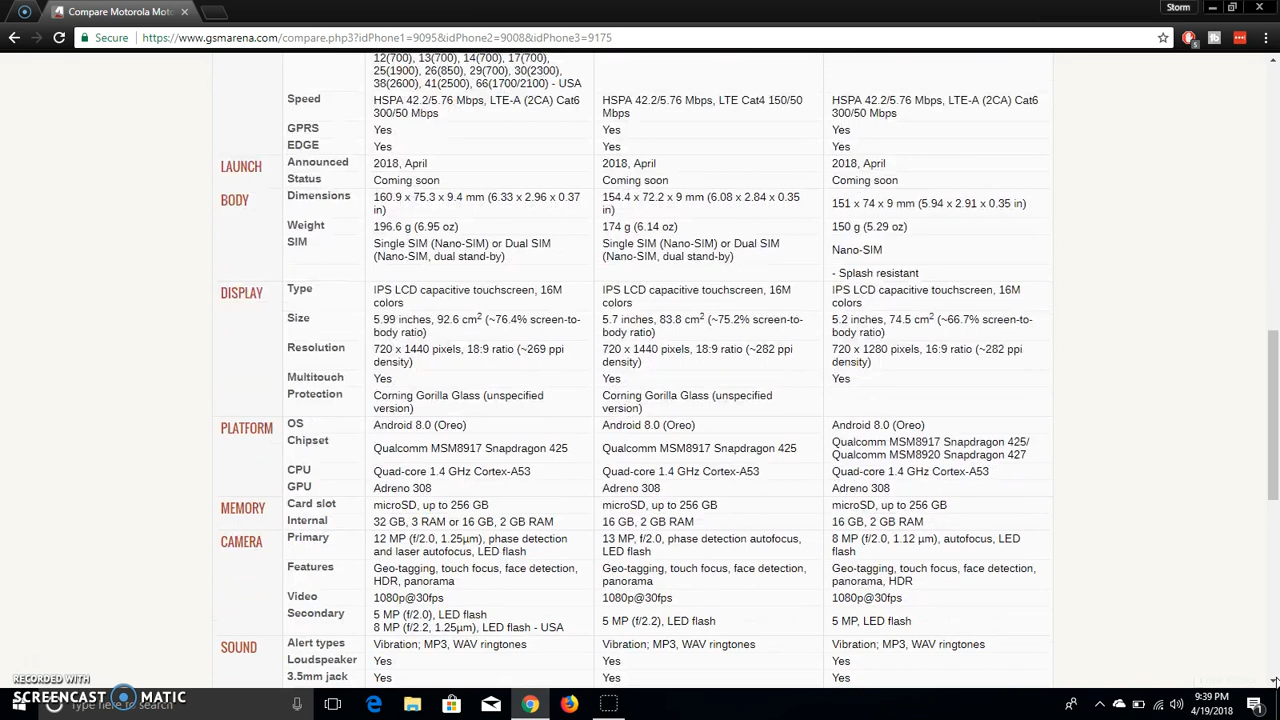 Compare Motorola Moto
Storm
Secure https://www.gsmarena.com/compare.php3?idPhone1=9095&idPhone2=9008&idPhone3=9175
12(700), 13(700), 14(700), 17(700),
25(1900), 26(850), 29(700), 30(2300),
38(2600), 41(2500), 66(1700/2100) - USA
Speed HSPA 42.2/5.76 Mbps, LTE-A (2CA) Cat6 300/50 Mbps HSPA 42.2/5.76 Mbps, LTE Cat4 150/50 Mbps HSPA 42.2/5.76 Mbps, LTE-A (2CA) Cat6 300/50 Mbps
GPRS Yes Yes Yes
EDGE Yes Yes Yes
LAUNCH Announced 2018, April 2018, April 2018, April
Status Coming soon Coming soon Coming soon
BODY Dimensions 160.9 x 75.3 x 9.4 mm (6.33 x 2.96 x 0.37 in) 154.4 x 72.2 x 9 mm (6.08 x 2.84 x 0.35 in) 151 x 74 x 9 mm (5.94 x 2.91 x 0.35 in)
Weight 196.6 g (6.95 oz) 174 g (6.14 oz) 150 g (5.29 oz)
SIM Single SIM (Nano-SIM) or Dual SIM (Nano-SIM, dual stand-by) Single SIM (Nano-SIM) or Dual SIM (Nano-SIM, dual stand-by) Nano-SIM
- Splash resistant
DISPLAY Type IPS LCD capacitive touchscreen, 16M colors IPS LCD capacitive touchscreen, 16M colors IPS LCD capacitive touchscreen, 16M colors
Size 5.99 inches, 92.6 cm2 (~76.4% screen-to-body ratio) 5.7 inches, 83.8 cm2 (~75.2% screen-to-body ratio) 5.2 inches, 74.5 cm2 (~66.7% screen-to-body ratio)
Resolution 720 x 1440 pixels, 18:9 ratio (~269 ppi density) 720 x 1440 pixels, 18:9 ratio (~282 ppi density) 720 x 1280 pixels, 16:9 ratio (~282 ppi density)
Multitouch Yes Yes Yes
Protection Corning Gorilla Glass (unspecified version) Corning Gorilla Glass (unspecified version)
PLATFORM OS Android 8.0 (Oreo) Android 8.0 (Oreo) Android 8.0 (Oreo)
Chipset Qualcomm MSM8917 Snapdragon 425 Qualcomm MSM8917 Snapdragon 425 Qualcomm MSM8917 Snapdragon 425/ Qualcomm MSM8920 Snapdragon 427
CPU Quad-core 1.4 GHz Cortex-A53 Quad-core 1.4 GHz Cortex-A53 Quad-core 1.4 GHz Cortex-A53
GPU Adreno 308 Adreno 308 Adreno 308
MEMORY Card slot microSD, up to 256 GB microSD, up to 256 GB microSD, up to 256 GB
Internal 32 GB, 3 RAM or 16 GB, 2 GB RAM 16 GB, 2 GB RAM 16 GB, 2 GB RAM
CAMERA Primary 12 MP (f/2.0, 1.25µm), phase detection and laser autofocus, LED flash 13 MP, f/2.0, phase detection autofocus, LED flash 8 MP (f/2.0, 1.12 µm), autofocus, LED flash
Features Geo-tagging, touch focus, face detection, HDR, panorama Geo-tagging, touch focus, face detection, panorama Geo-tagging, touch focus, face detection, panorama, HDR
Video 1080p@30fps 1080p@30fps 1080p@30fps
Secondary 5 MP (f/2.0), LED flash 8 MP (f/2.2, 1.25µm), LED flash - USA 5 MP (f/2.2), LED flash 5 MP, LED flash
SOUND Alert types Vibration; MP3, WAV ringtones Vibration; MP3, WAV ringtones Vibration; MP3, WAV ringtones
Loudspeaker Yes Yes Yes
3.5mm jack Yes Yes Yes
RECORDED WITH
SCREENCAST MATIC
Type here to search
9:39 PM
4/19/2018